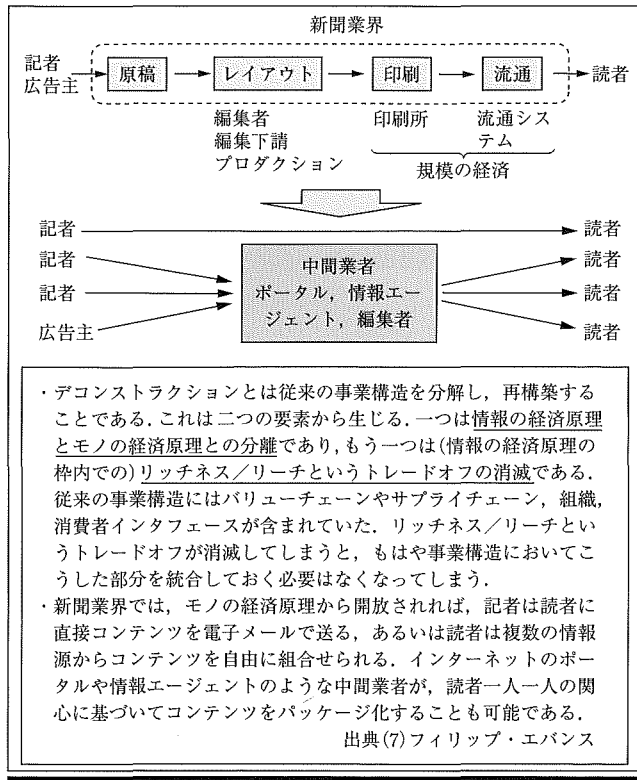 新聞業界
記者
広告主
原稿
レイアウト
印刷
流通
読者
編集者
編集下請
プロダクション
印刷所
流通シス
テム
規模の経済
記者
読者
記者
読者
記者
読者
広告主
読者
中間業者
ポータル，情報エー
ジェント，編集者
・デコンストラクションとは従来の事業構造を分解し，再構築する
ことである．これは二つの要素から生じる．一つは情報の経済原理
とモノの経済原理との分離であり，もう一つは(情報の経済原理の
枠内での)リッチネス／リーチというトレードオフの消滅である．
従来の事業構造にはバリューチェーンやサプライチェーン，組織，
消費者インタフェースが含まれていた．リッチネス／リーチとい
うトレードオフが消滅してしまうと，もはや事業構造においてこ
うした部分を統合しておく必要はなくなってしまう．
・新聞業界では，モノの経済原理から開放されれば，記者は読者に
直接コンテンツを電子メールで送る，あるいは読者は複数の情報
源からコンテンツを自由に組合せられる．インターネットのポー
タルや情報エージェントのような中間業者が，読者一人一人の関
心に基づいてコンテンツをパッケージ化することも可能である．
出典(7)フィリップ・エバンス